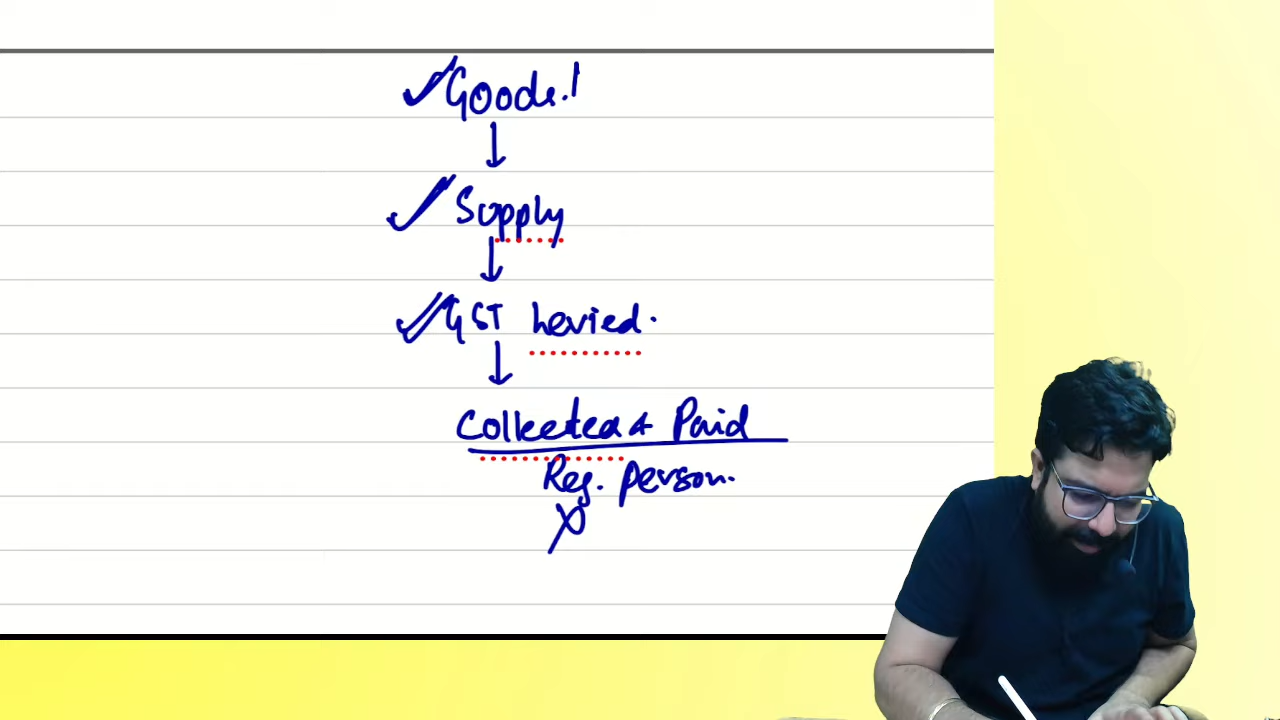 ✓ Goods. /
↓
✓ Supply
↓
✓ GST Levied.
↓
Collected & Paid
Reg. person.